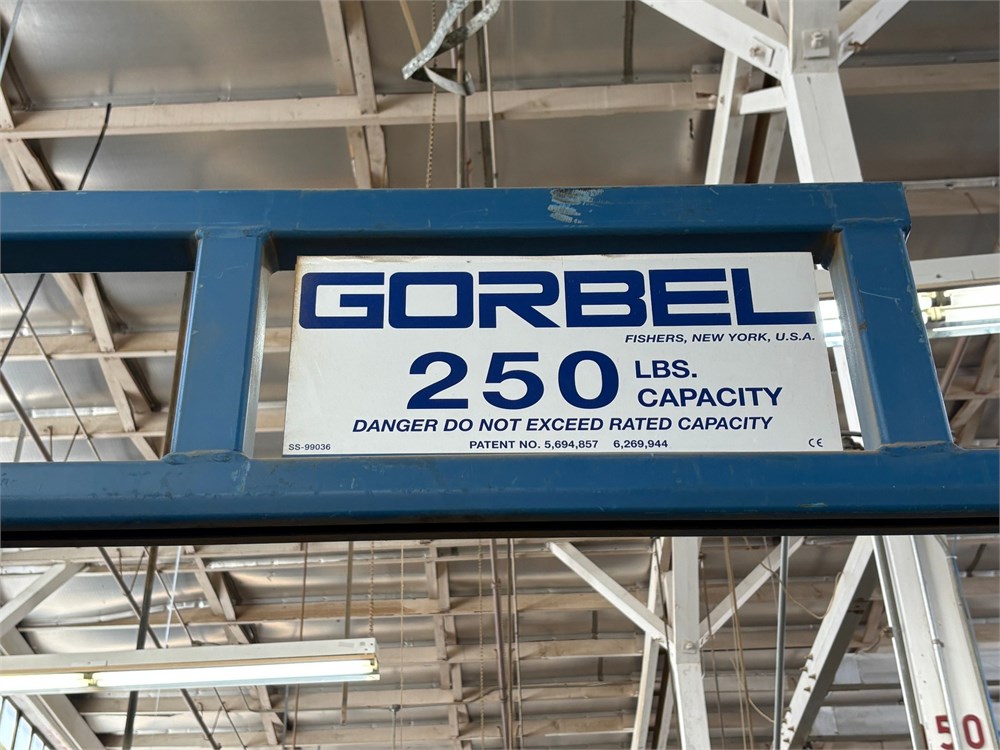 GORBEL
FISHERS, NEW YORK, U.S.A.
250 LBS. CAPACITY
DANGER DO NOT EXCEED RATED CAPACITY
PATENT NO. 5,694,857 6,269,944
SS-99036
CE
50